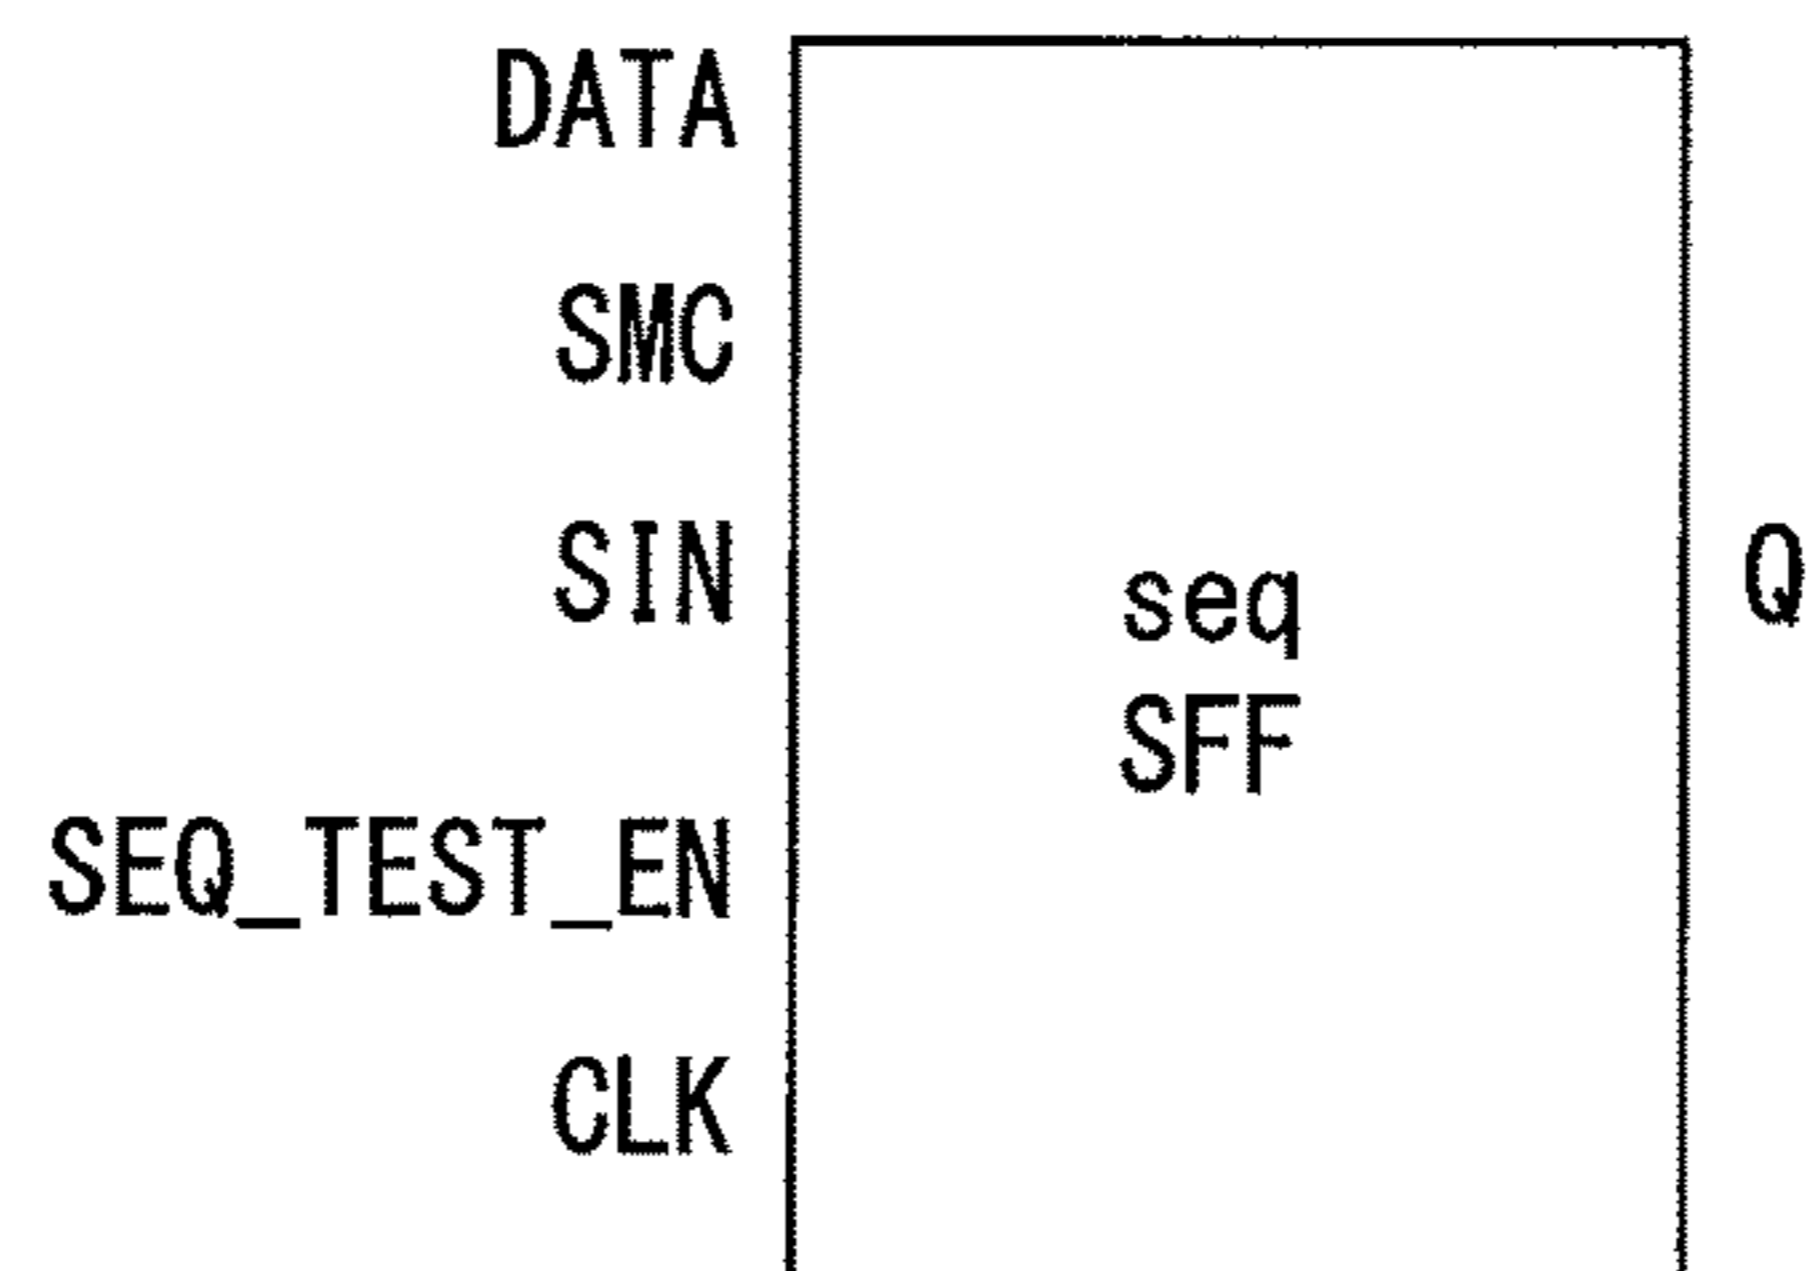 DATA
SMC
SIN
seq
SFF
Q
SEQ_TEST_EN
CLK